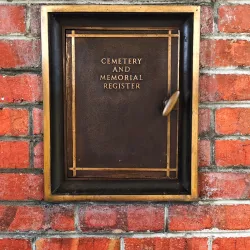 CEMETERY
AND
MEMORIAL
REGISTER